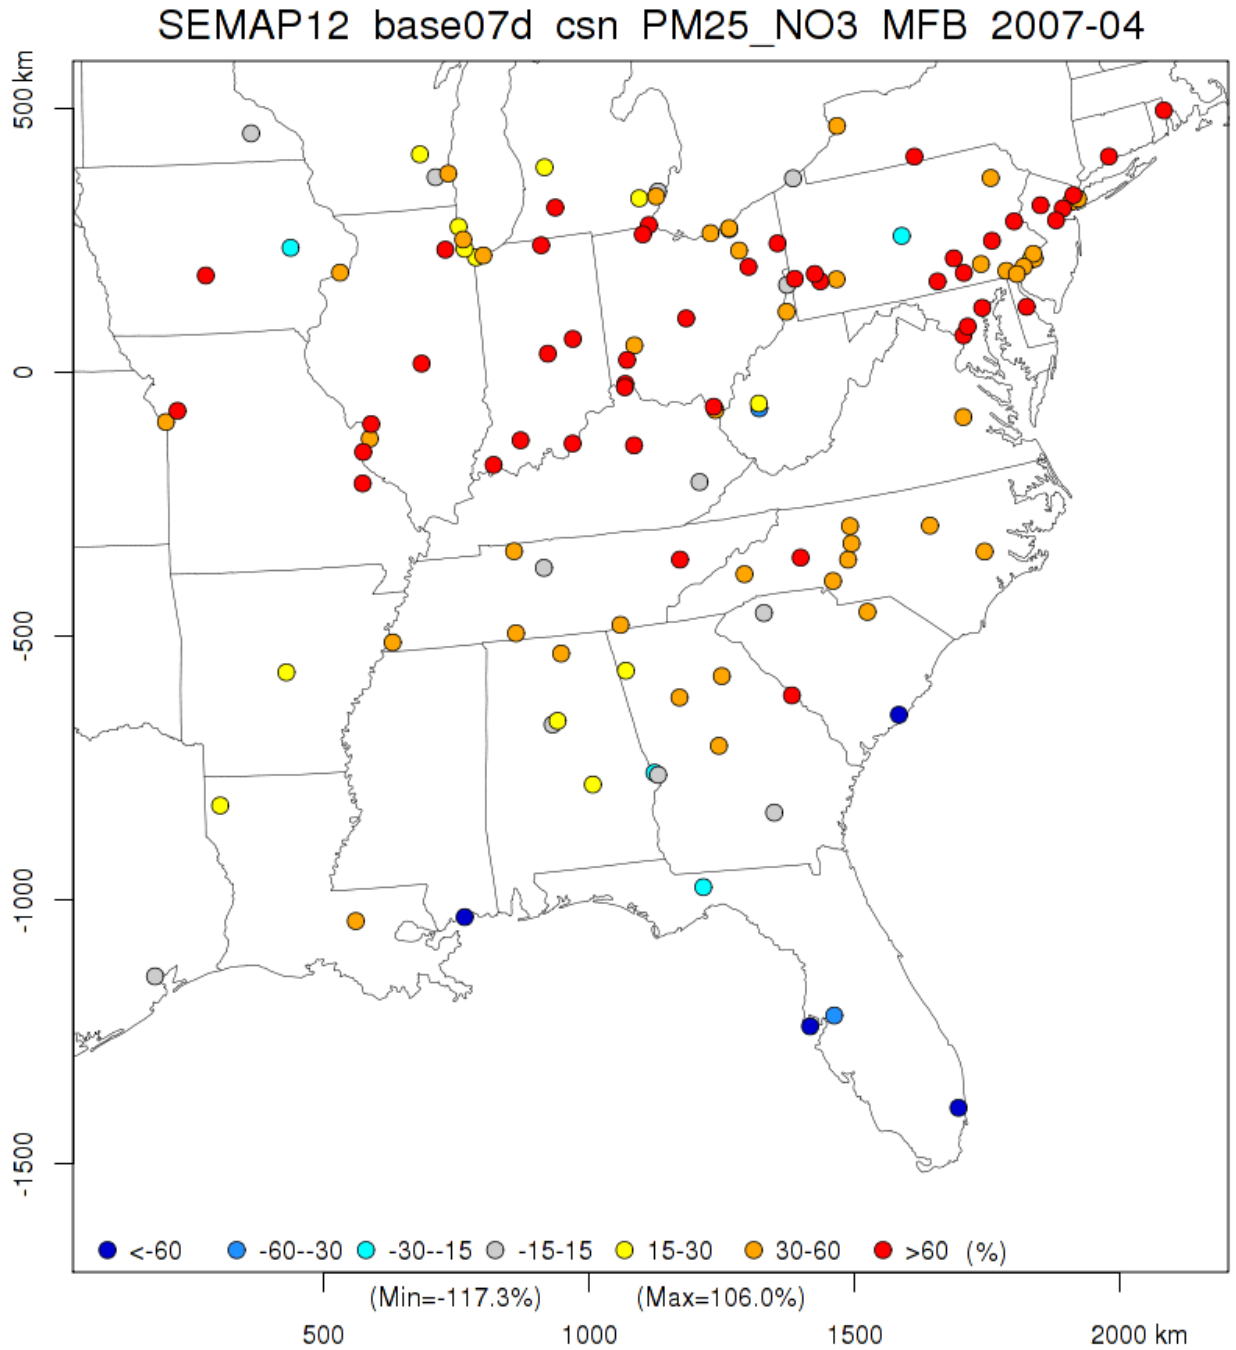 SEMAP12 base07d csn PM25_NO3 MFB 2007-04
500 km
0
-500
-1000
-1500
<-60 -60--30 -30--15 -15-15 15-30 30-60 >60 (%)
(Min=-117.3%) (Max=106.0%)
500 1000 1500 2000 km